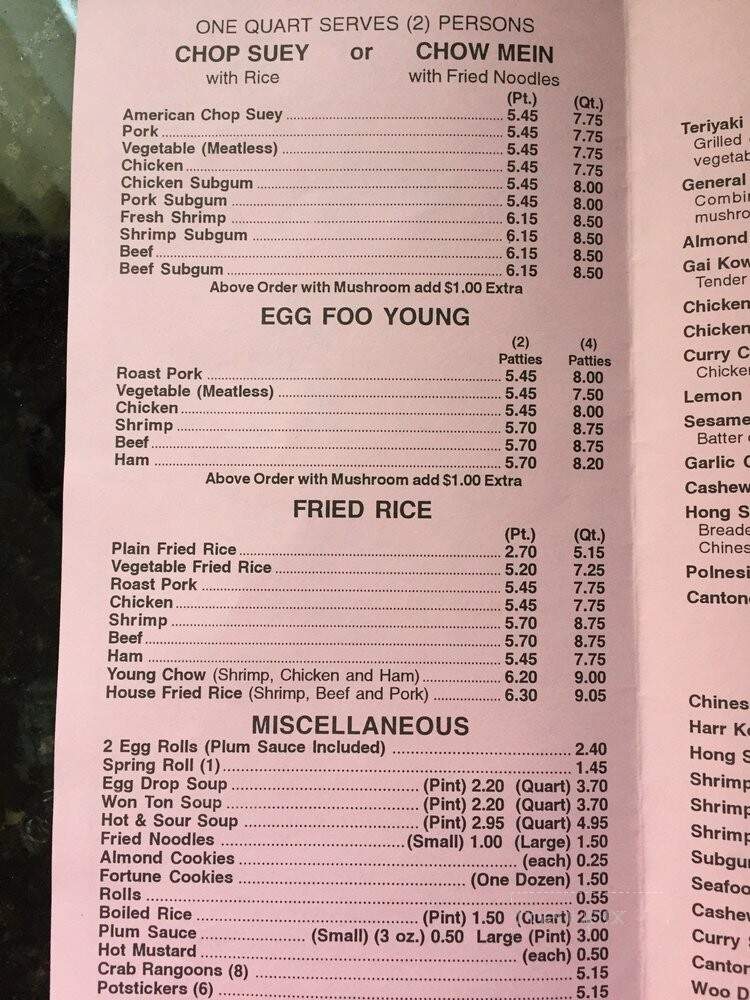 ONE QUART SERVES (2) PERSONS
CHOP SUEY or CHOW MEIN
with Rice with Fried Noodles
(Pt.) (Qt.)
American Chop Suey 5.45 7.75
Pork 5.45 7.75
Vegetable (Meatless) 5.45 7.75
Chicken 5.45 7.75
Chicken Subgum 5.45 8.00
Pork Subgum 5.45 8.00
Fresh Shrimp 6.15 8.50
Shrimp Subgum 6.15 8.50
Beef 6.15 8.50
Beef Subgum 6.15 8.50
Above Order with Mushroom add $1.00 Extra
EGG FOO YOUNG
(2) (4)
Patties Patties
Roast Pork 5.45 8.00
Vegetable (Meatless) 5.45 7.50
Chicken 5.45 8.00
Shrimp 5.70 8.75
Beef 5.70 8.75
Ham 5.70 8.20
Above Order with Mushroom add $1.00 Extra
FRIED RICE
(Pt.) (Qt.)
Plain Fried Rice 2.70 5.15
Vegetable Fried Rice 5.20 7.25
Roast Pork 5.45 7.75
Chicken 5.45 7.75
Shrimp 5.70 8.75
Beef 5.70 8.75
Ham 5.45 7.75
Young Chow (Shrimp, Chicken and Ham) 6.20 9.00
House Fried Rice (Shrimp, Beef and Pork) 6.30 9.05
MISCELLANEOUS
2 Egg Rolls (Plum Sauce Included) 2.40
Spring Roll (1) 1.45
Egg Drop Soup (Pint) 2.20 (Quart) 3.70
Won Ton Soup (Pint) 2.20 (Quart) 3.70
Hot & Sour Soup (Pint) 2.95 (Quart) 4.95
Fried Noodles (Small) 1.00 (Large) 1.50
Almond Cookies (each) 0.25
Fortune Cookies (One Dozen) 1.50
Rolls 0.55
Boiled Rice (Pint) 1.50 (Quart) 2.50
Plum Sauce (Small) (3 oz.) 0.50 Large (Pint) 3.00
Hot Mustard (each) 0.50
Crab Rangoons (8) 5.15
Potstickers (6) 5.15
Teriyaki
Grilled
vegetab
General
Combin
mushro
Almond
Gai Kow
Tender
Chicken
Chicken
Curry C
Chicker
Lemon
Sesame
Batter
Garlic C
Cashew
Hong S
Breade
Chines
Polnesi
Canton
Chines
Harr K
Hong S
Shrimp
Shrimp
Shrimp
Subgu
Seafoo
Cashew
Curry
Canton
Woo D